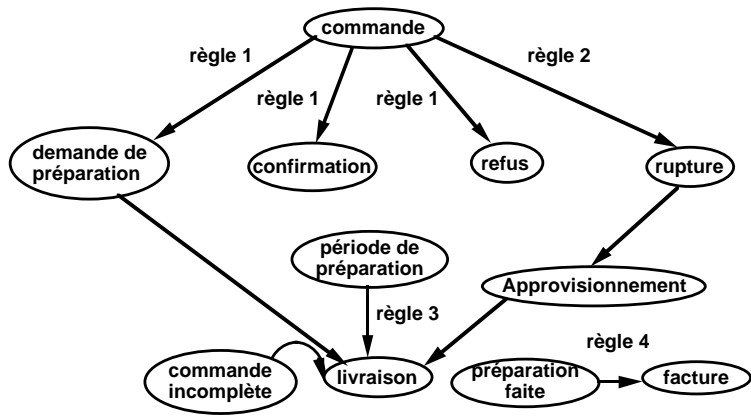 commande
règle 1
règle 2
règle 1
règle 1
demande de
préparation
confirmation
refus
rupture
période de
préparation
Approvisionnement
règle 3
règle 4
commande
incomplète
livraison
préparation
faite
facture